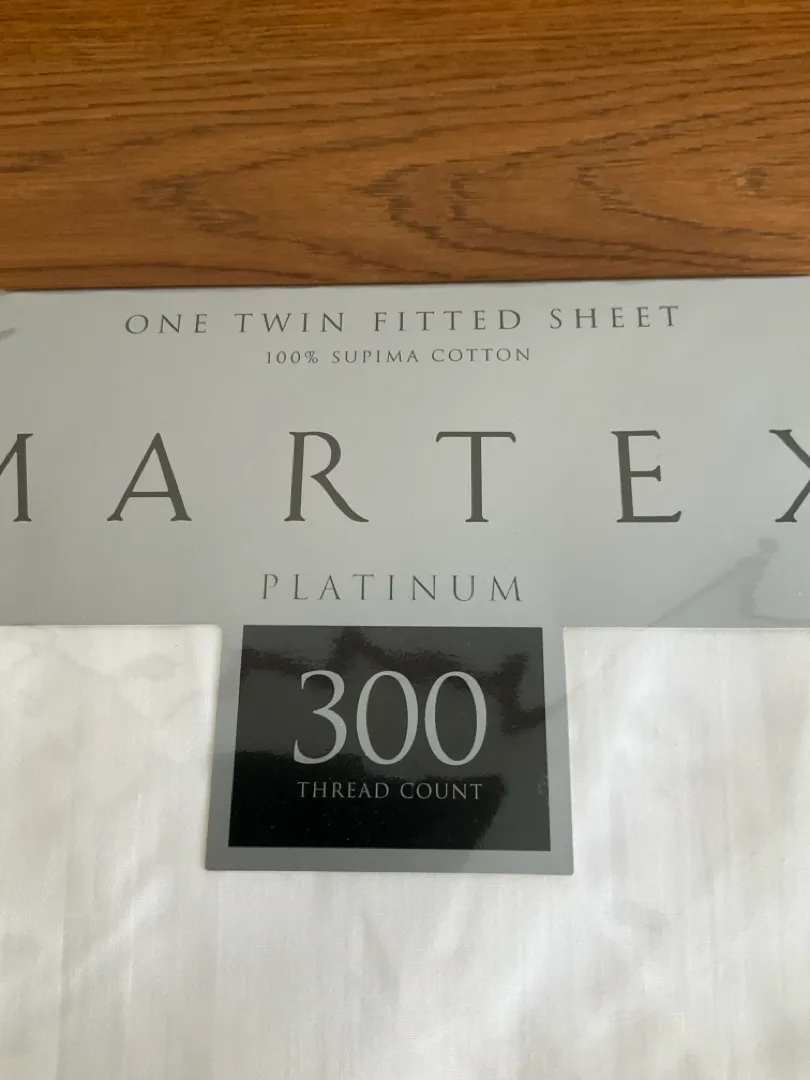 ONE TWIN FITTED SHEET
100% SUPIMA COTTON
MARTEX
PLATINUM
300
THREAD COUNT